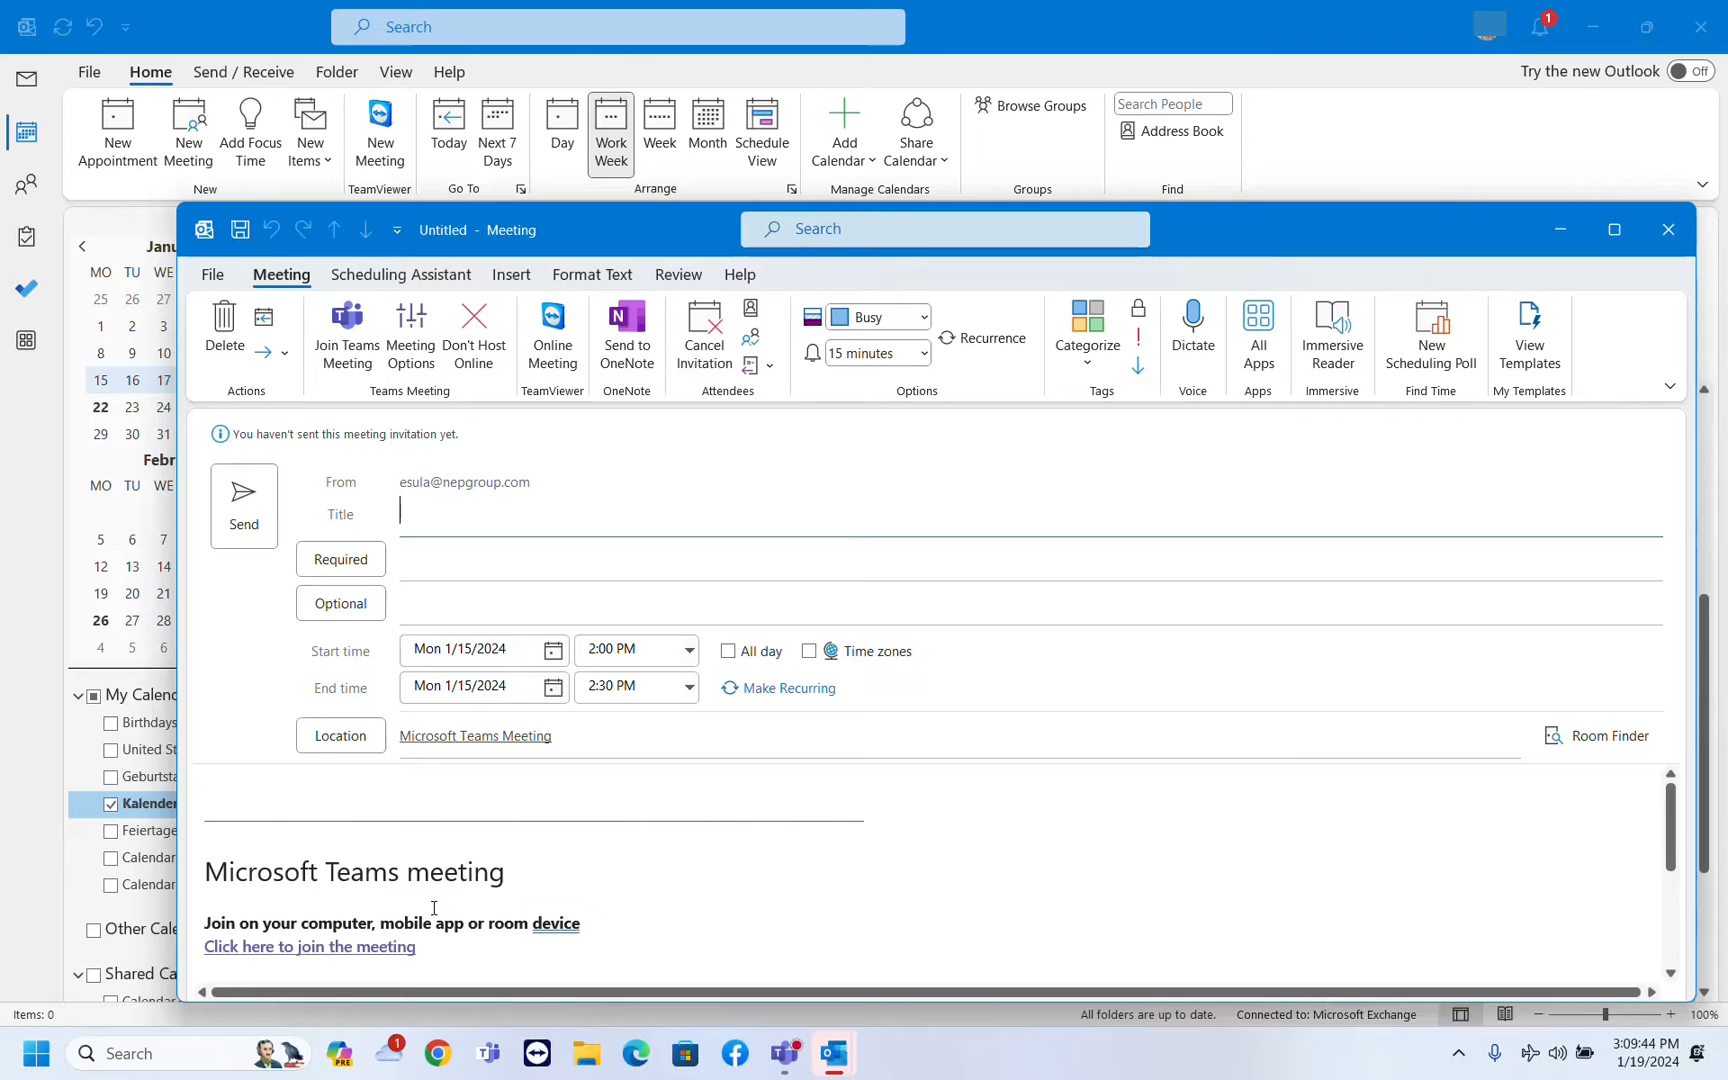 Search
1
File Home Send / Receive Folder View Help
Try the new Outlook Off
New Appointment
New Meeting
Add Focus Time
New Items
New
New Meeting
TeamViewer
Today
Next 7 Days
Go To
Day
Work Week
Week
Month
Schedule View
Arrange
Add Calendar
Share Calendar
Manage Calendars
Browse Groups
Groups
Search People
Address Book
Find
Janu
MO TU WE
25 26 27
1 2 3
8 9 10
15 16 17
22 23 24
29 30 31
Febr
MO TU WE
5 6 7
12 13 14
19 20 21
26 27 28
4 5 6
My Calen
Birthdays
United St
Geburtsta
Kalender
Feiertage
Calendar
Calendar
Other Cale
Shared Ca
Calendar
Untitled - Meeting
Search
File Meeting Scheduling Assistant Insert Format Text Review Help
Delete
Actions
Join Teams Meeting
Meeting Options
Don't Host Online
Teams Meeting
Online Meeting
TeamViewer
N
Send to OneNote
OneNote
Cancel Invitation
Attendees
Busy
15 minutes
Recurrence
Options
Categorize
Tags
Dictate
Voice
All Apps
Apps
Immersive Reader
Immersive
New Scheduling Poll
Find Time
View Templates
My Templates
You haven't sent this meeting invitation yet.
Send
From esula@nepgroup.com
Title
Required
Optional
Start time Mon 1/15/2024 2:00 PM All day Time zones
End time Mon 1/15/2024 2:30 PM Make Recurring
Location Microsoft Teams Meeting Room Finder
Microsoft Teams meeting
Join on your computer, mobile app or room device
Click here to join the meeting
Items: 0
All folders are up to date. Connected to: Microsoft Exchange 100%
Search
PRE
1
3:09:44 PM
1/19/2024